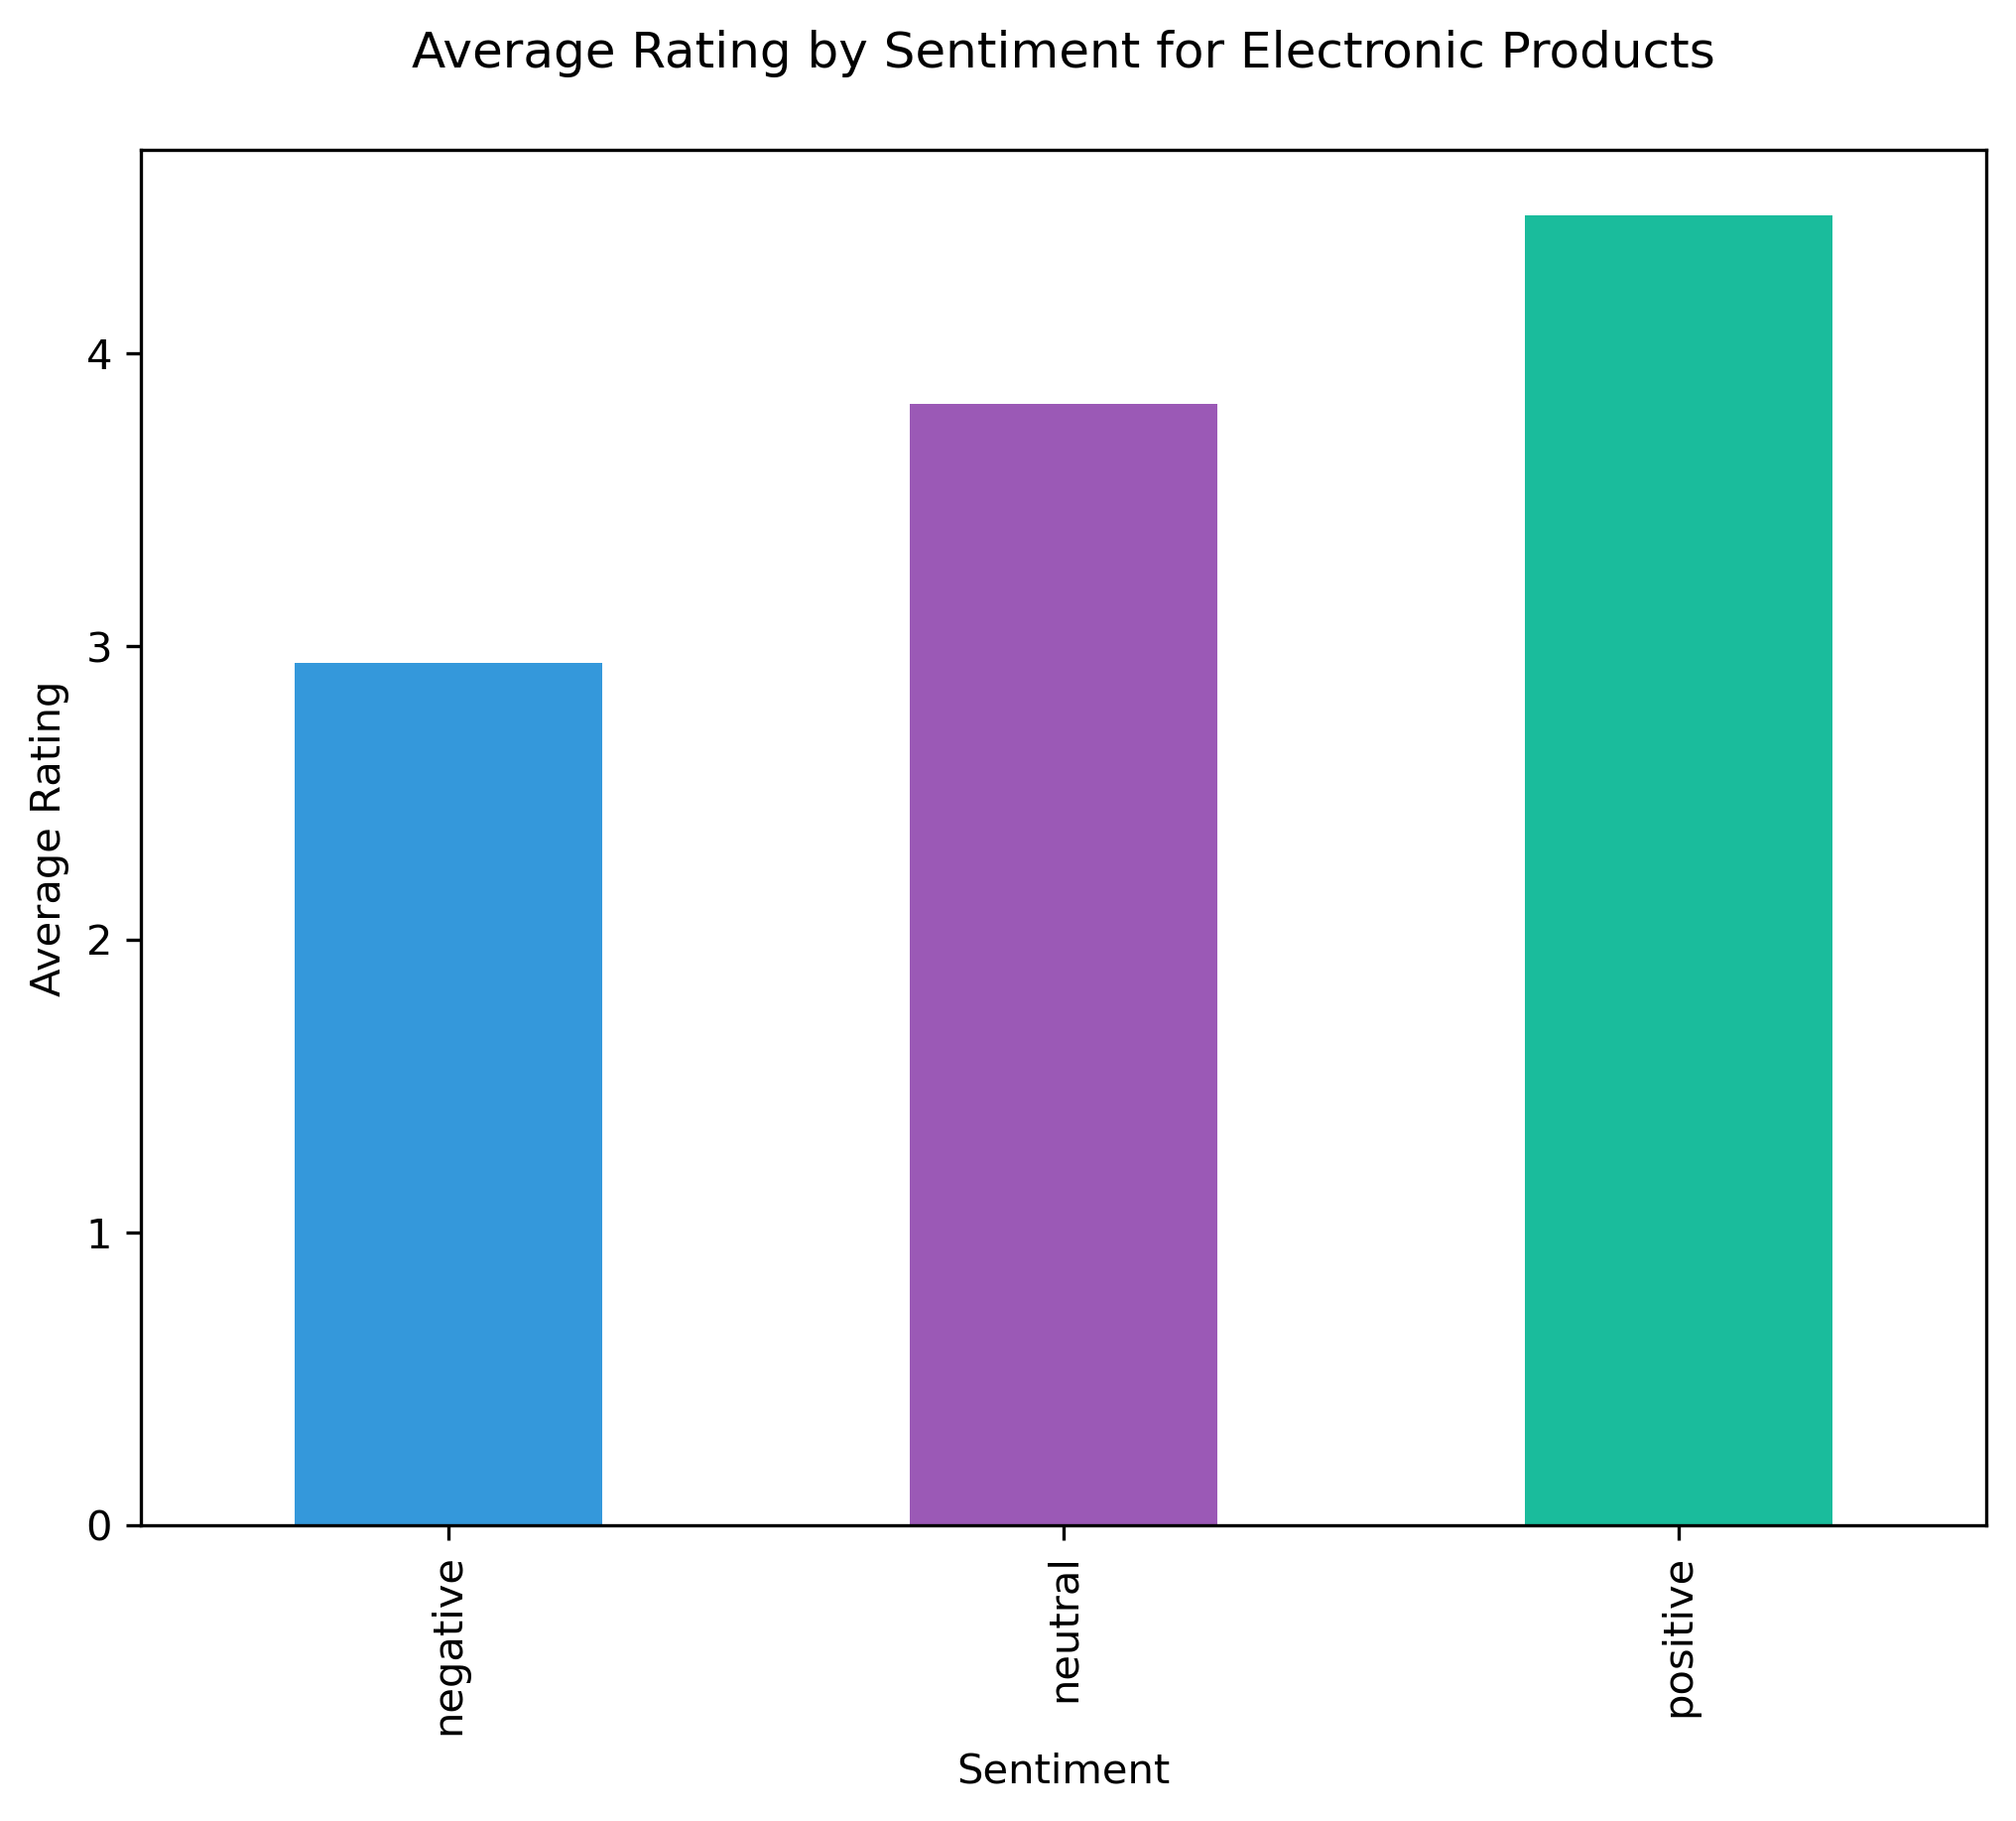 Average Rating by Sentiment for Electronic Products
Average Rating
4
3
2
1
0
negative
neutral
positive
Sentiment